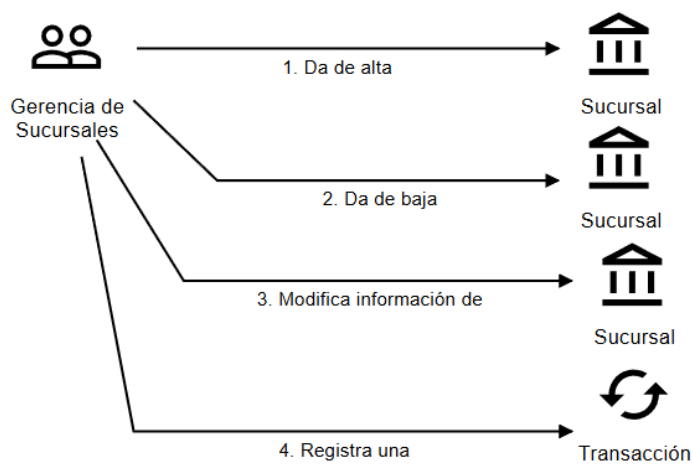 1. Da de alta
Gerencia de
Sucursales
Sucursal
2. Da de baja
Sucursal
3. Modifica información de
Sucursal
4. Registra una
Transacción